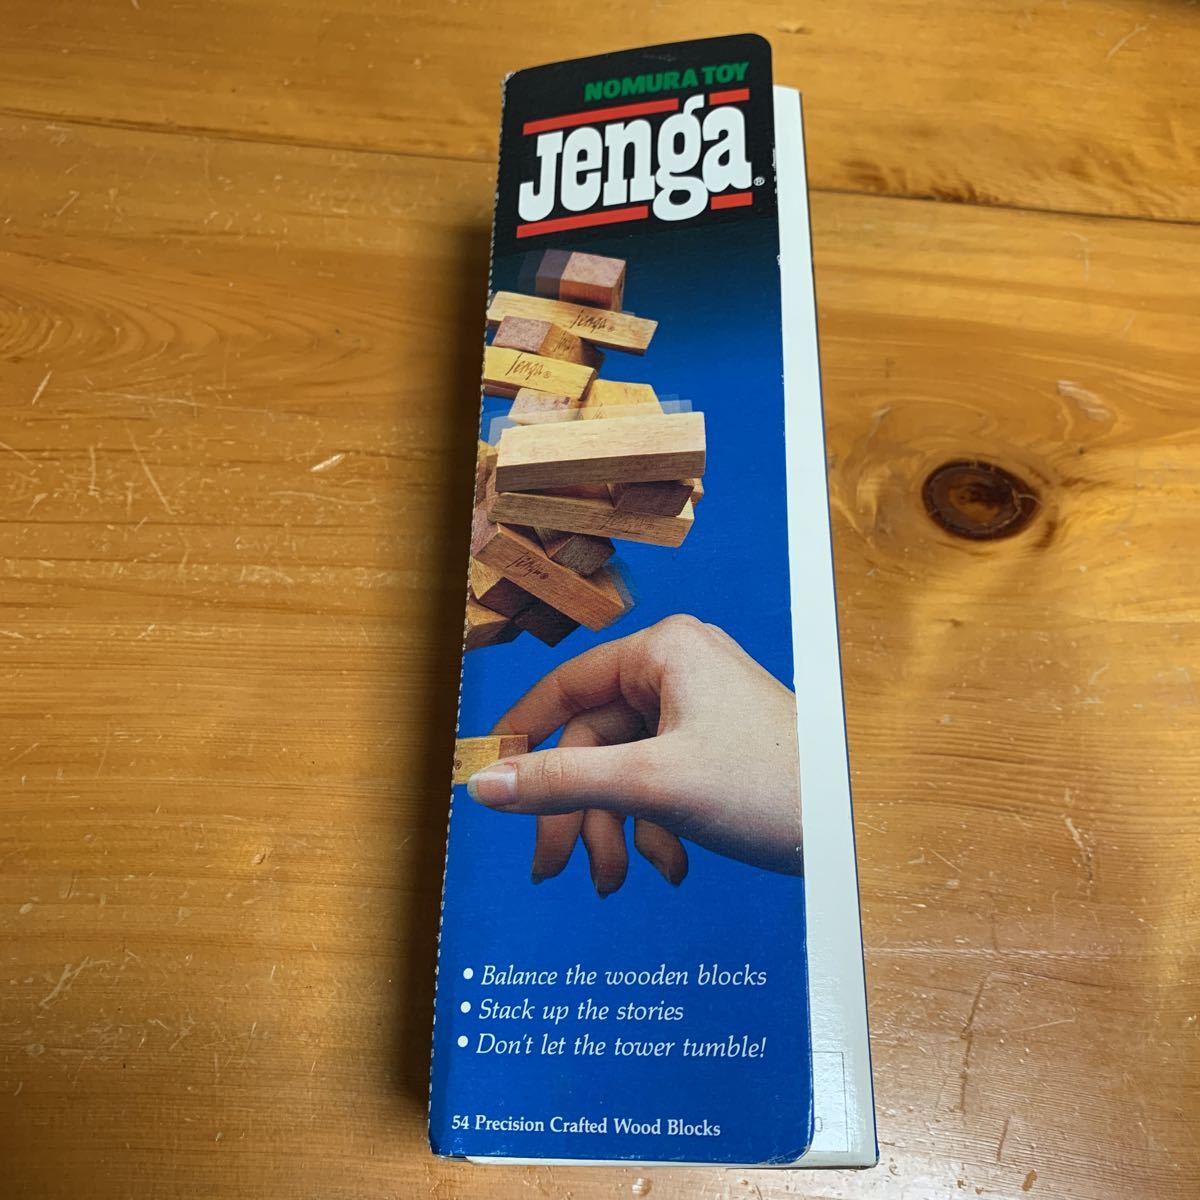 NOMURA TOY
Jenga®
Jenga®
Jenga®
Jenga®
• Balance the wooden blocks
• Stack up the stories
• Don't let the tower tumble!
54 Precision Crafted Wood Blocks